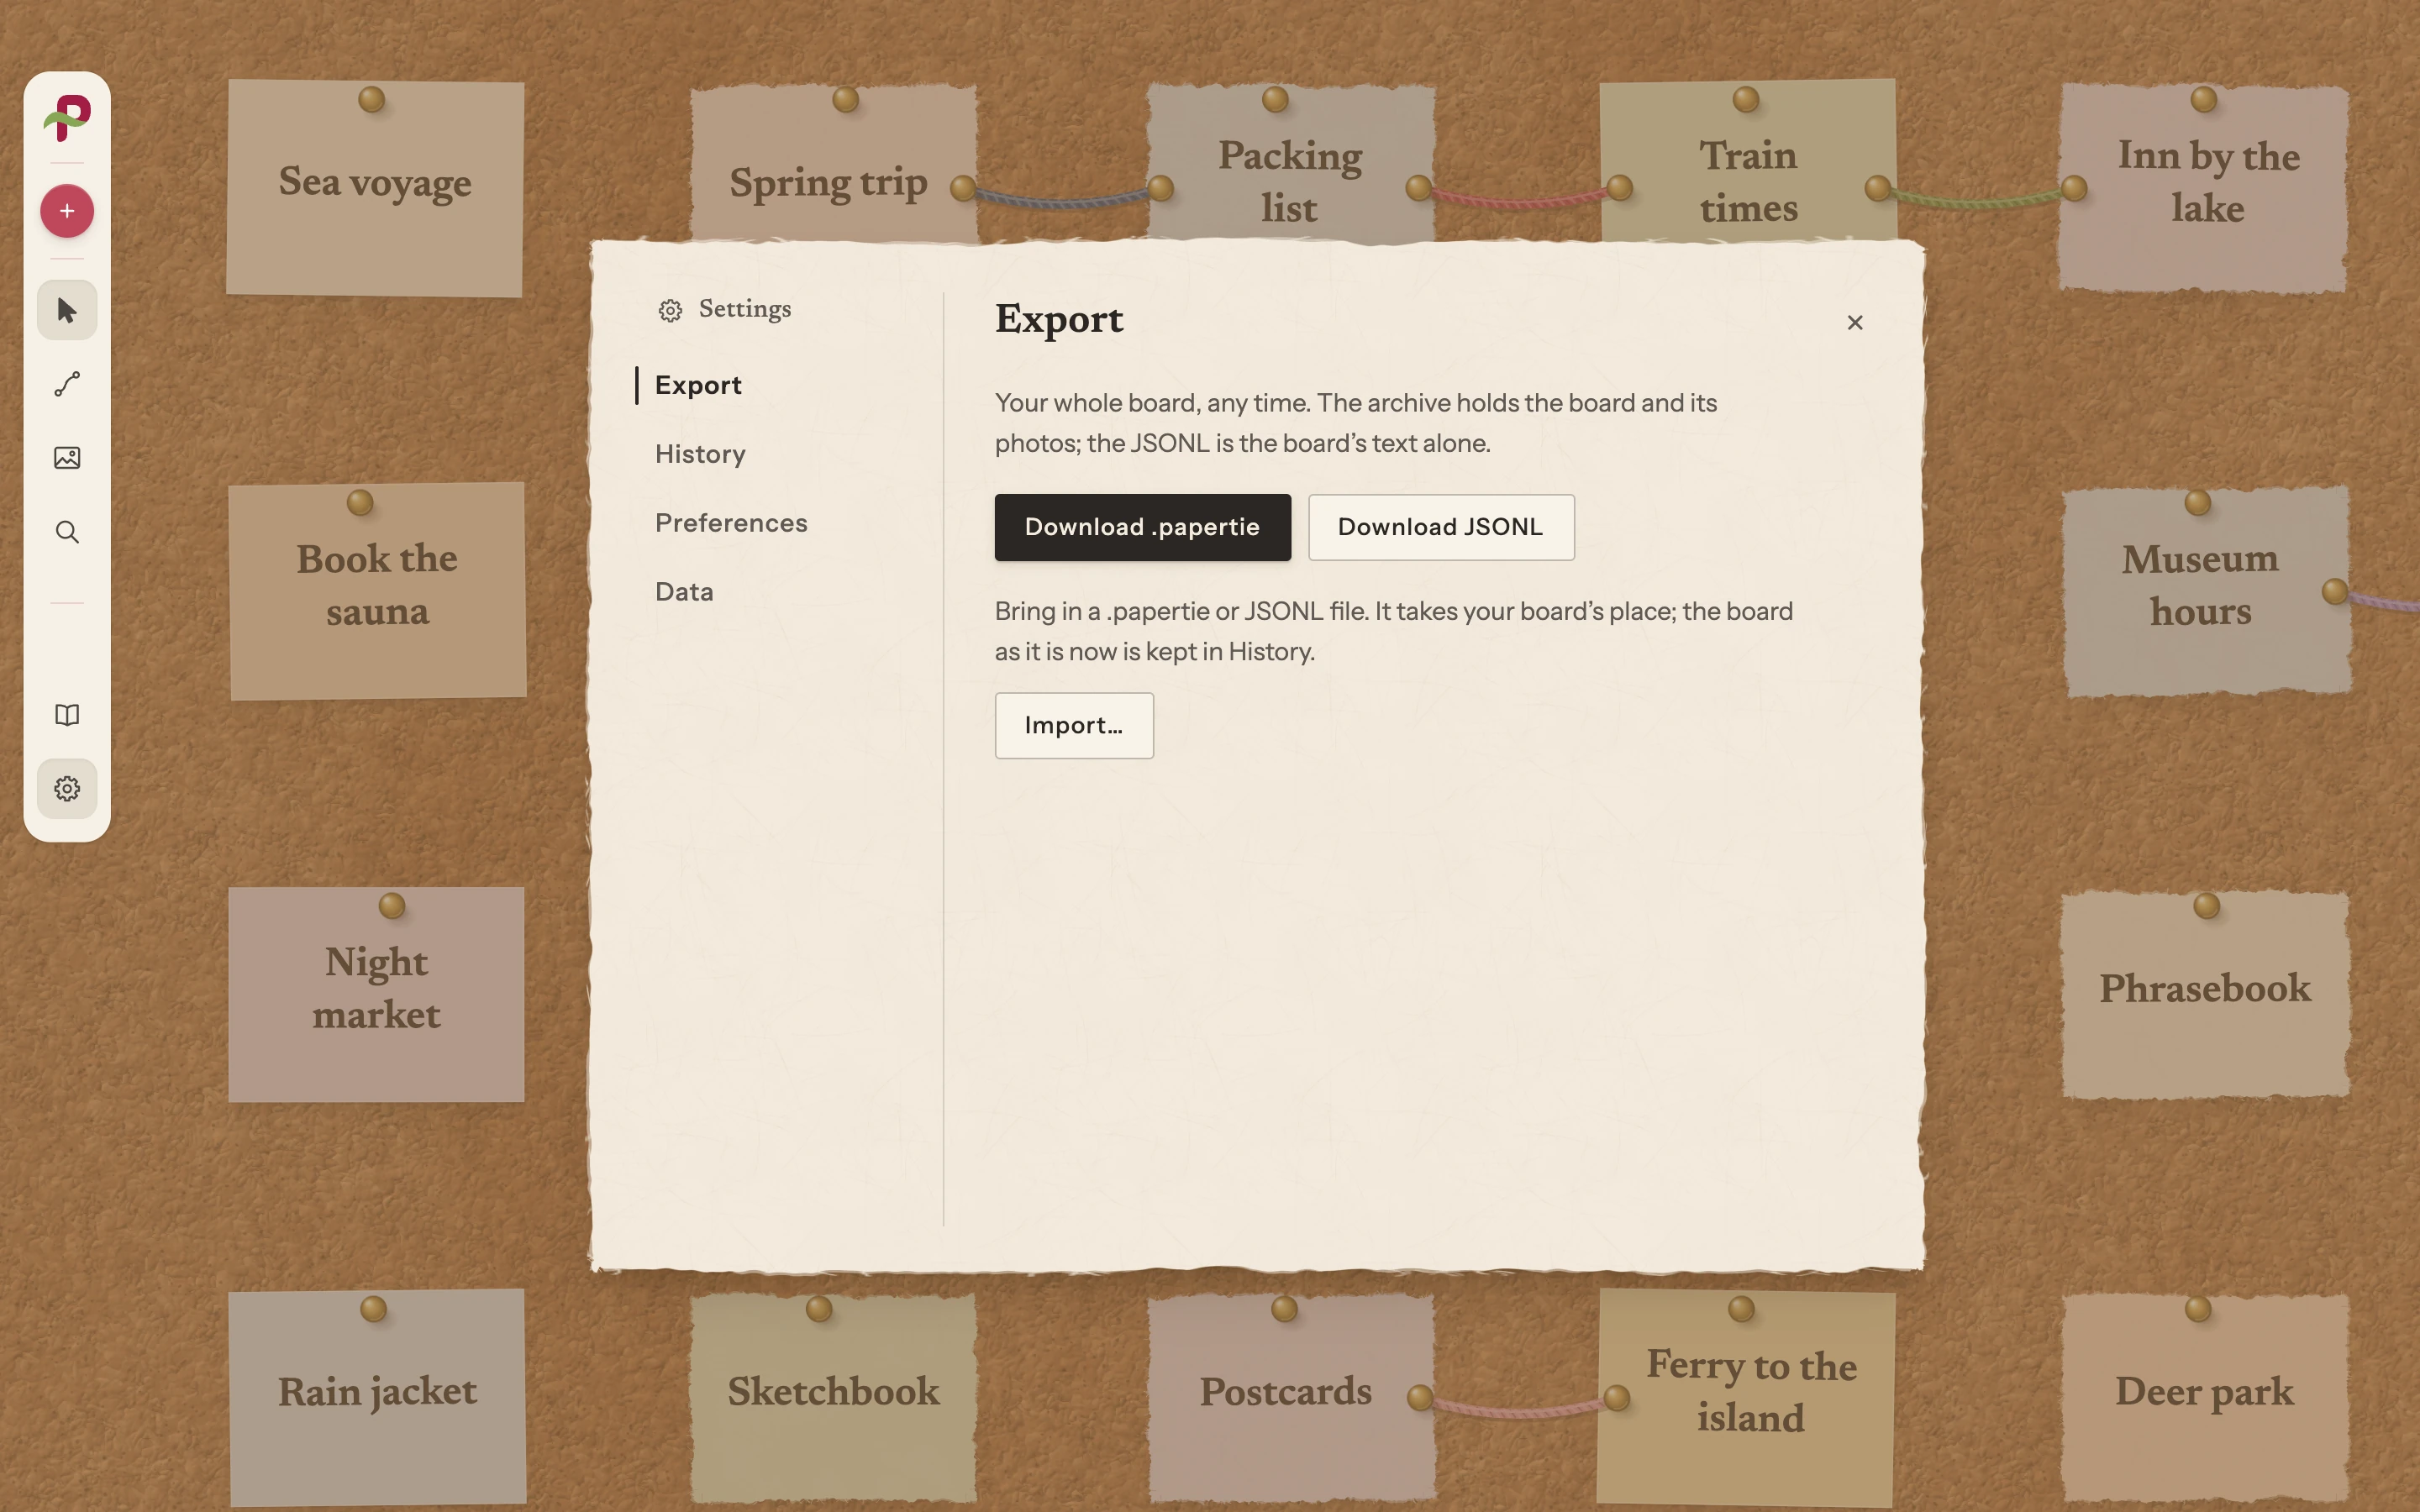 Sea voyage
Spring trip
Packing
list
Train
times
Inn by the
lake
Settings
Export
History
Preferences
Data
Export
Your whole board, any time. The archive holds the board and its
photos; the JSONL is the board’s text alone.
Download .papertie
Download JSONL
Bring in a .papertie or JSONL file. It takes your board’s place; the board
as it is now is kept in History.
Import…
Book the
sauna
Museum
hours
Night
market
Phrasebook
Rain jacket
Sketchbook
Postcards
Ferry to the
island
Deer park